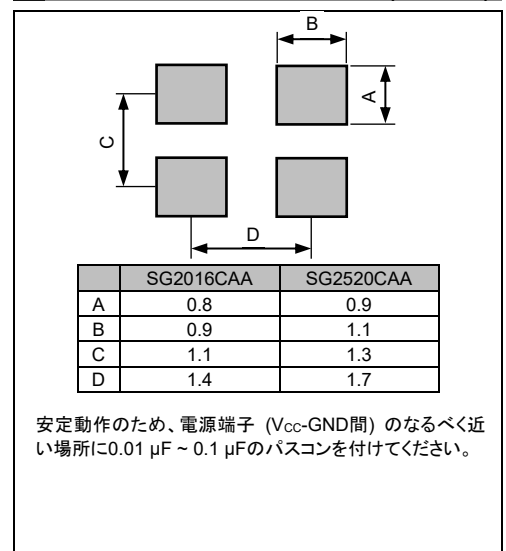 B
A
C
D
SG2016CAA SG2520CAA
A 0.8 0.9
B 0.9 1.1
C 1.1 1.3
D 1.4 1.7
安定動作のため、電源端子 (Vcc-GND間) のなるべく近
い場所に0.01 µF ~ 0.1 µFのパスコンを付けてください。